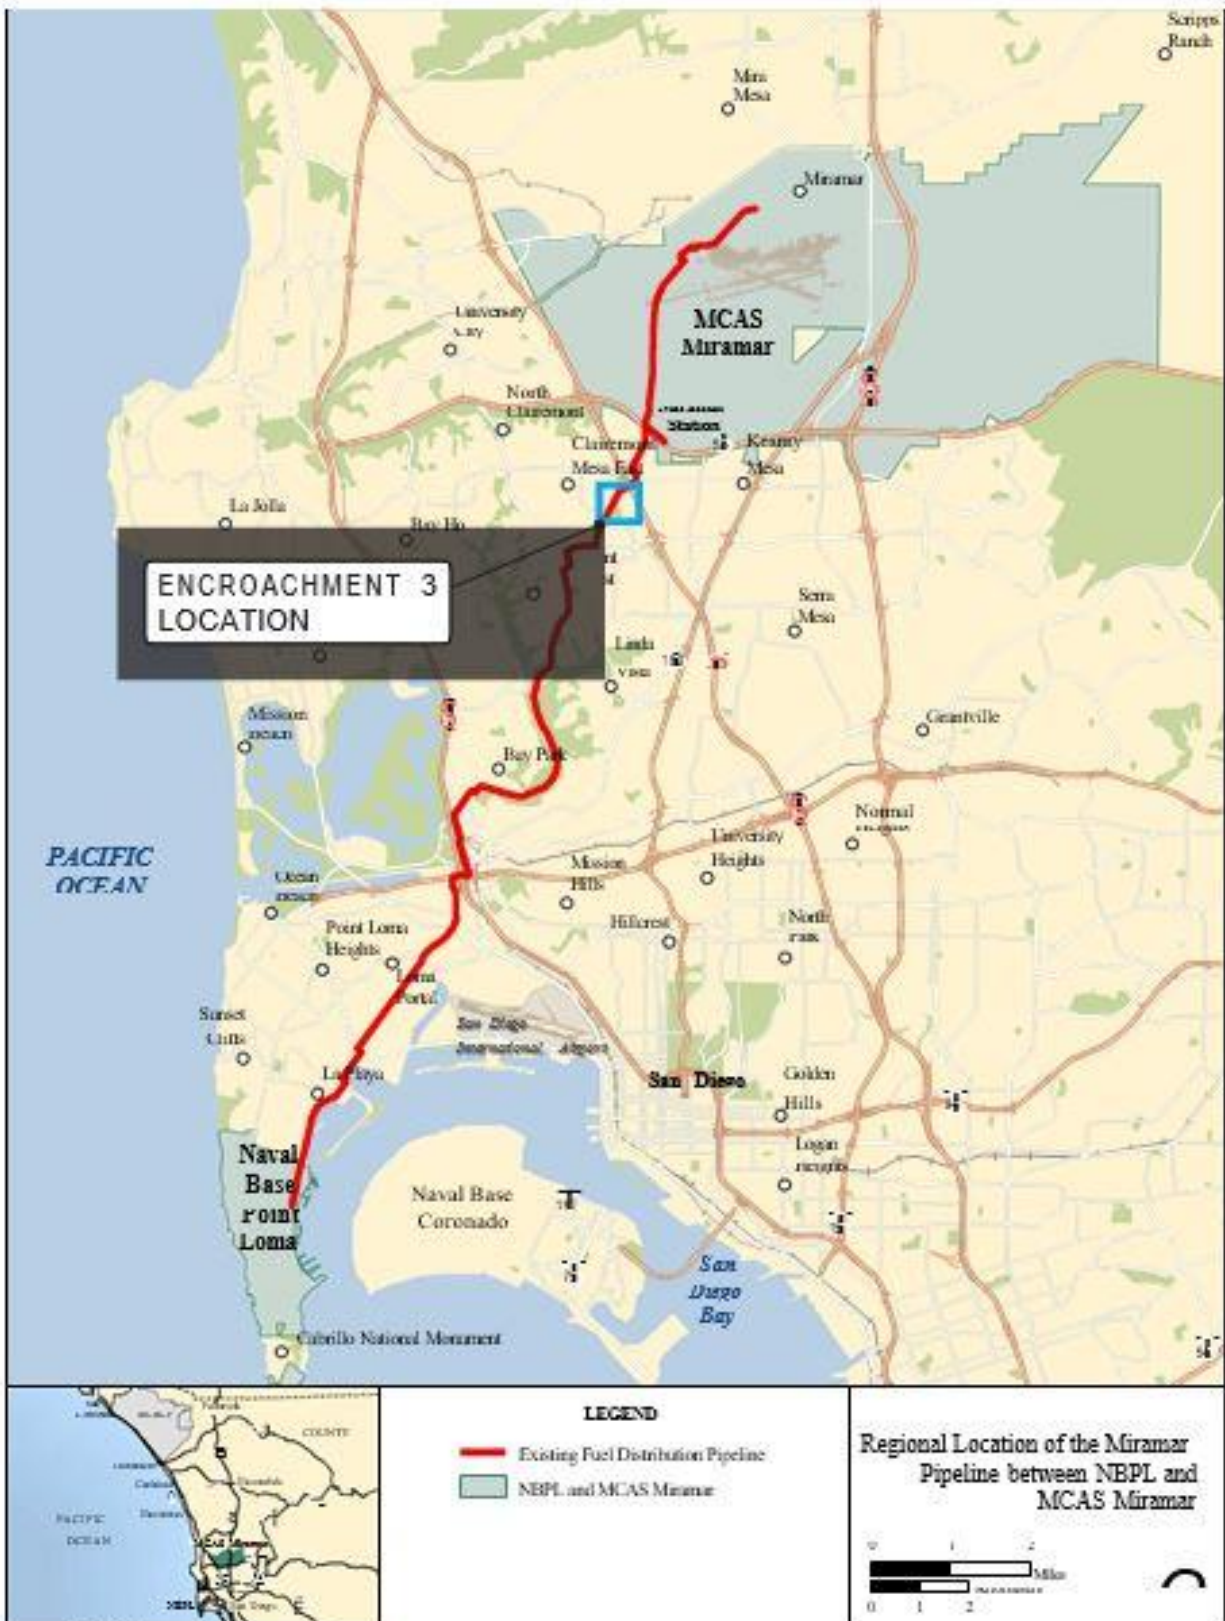 Scripps
Ranch
Mira
Mesa
Miramar
University
MCAS
Miramar
North
Clairemont
Station
Clairemont
Mesa East
Kearny
Mesa
La Jolla
Bay Ho
ENCROACHMENT 3
LOCATION
Serra
Mesa
Linda
Vista
Mission
Grantville
Bay Park
Normal
University
Heights
PACIFIC
OCEAN
Mission
Hills
Ocean
Point Loma
Heights
Hillcrest
North
Loma
Portal
Sunset
Cliffs
San Diego
International Airport
La Playa
San Diego
Golden
Hills
Logan
Heights
Naval
Base
Point
Loma
Naval Base
Coronado
San
Diego
Bay
Cabrillo National Monument
COUNTY
PACIFIC
OCEAN
LEGEND
Existing Fuel Distribution Pipeline
NBPL and MCAS Miramar
Regional Location of the Miramar
Pipeline between NBPL and
MCAS Miramar
0 1 2
Miles
0 1 2